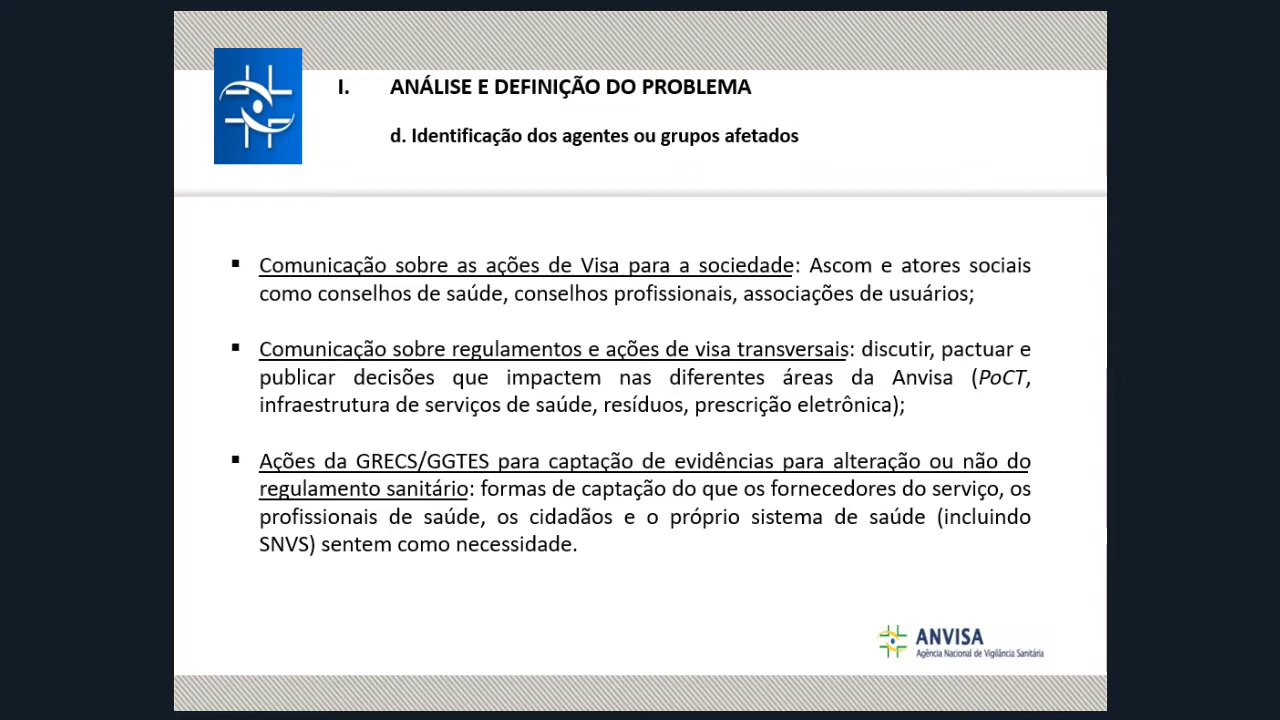 I. ANÁLISE E DEFINIÇÃO DO PROBLEMA
d. Identificação dos agentes ou grupos afetados
▪ Comunicação sobre as ações de Visa para a sociedade: Ascom e atores sociais
como conselhos de saúde, conselhos profissionais, associações de usuários;
▪ Comunicação sobre regulamentos e ações de visa transversais: discutir, pactuar e
publicar decisões que impactem nas diferentes áreas da Anvisa (PoCT,
infraestrutura de serviços de saúde, resíduos, prescrição eletrônica);
▪ Ações da GRECS/GGTES para captação de evidências para alteração ou não do
regulamento sanitário: formas de captação do que os fornecedores do serviço, os
profissionais de saúde, os cidadãos e o próprio sistema de saúde (incluindo
SNVS) sentem como necessidade.
ANVISA
Agência Nacional de Vigilância Sanitária